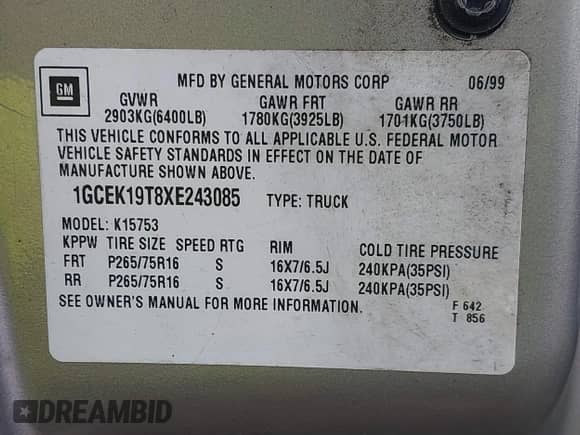 GM
MFD BY GENERAL MOTORS CORP 06/99
GVWR GAWR FRT GAWR RR
2903KG(6400LB) 1780KG(3925LB) 1701KG(3750LB)
THIS VEHICLE CONFORMS TO ALL APPLICABLE U.S. FEDERAL MOTOR
VEHICLE SAFETY STANDARDS IN EFFECT ON THE DATE OF
MANUFACTURE SHOWN ABOVE.
1GCEK19T8XE243085 TYPE: TRUCK
MODEL: K15753
KPPW TIRE SIZE SPEED RTG RIM COLD TIRE PRESSURE
FRT P265/75R16 S 16X7/6.5J 240KPA(35PSI)
RR P265/75R16 S 16X7/6.5J 240KPA(35PSI)
SEE OWNER'S MANUAL FOR MORE INFORMATION. F 642
T 856
DREAMBID